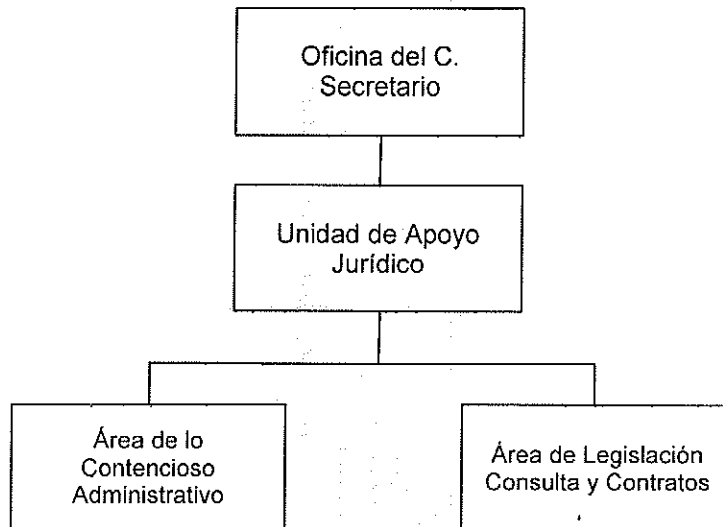 Oficina del C.
Secretario
Unidad de Apoyo
Jurídico
Área de lo
Contencioso
Administrativo
Área de Legislación
Consulta y Contratos